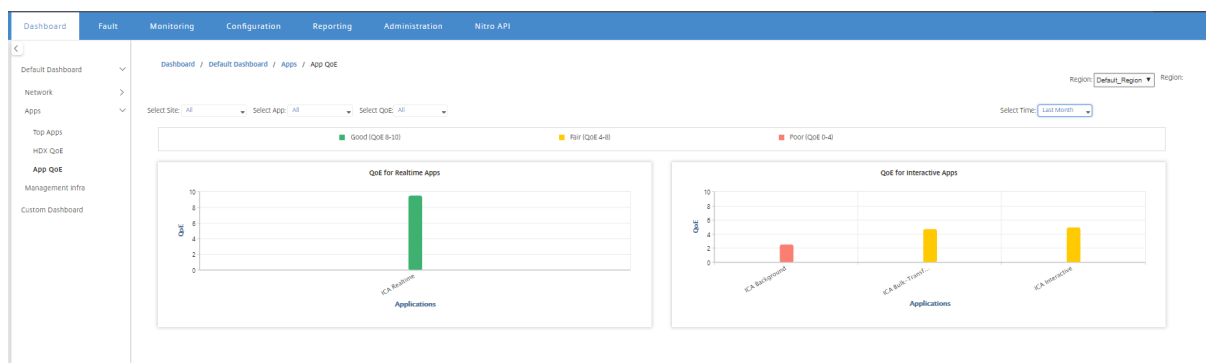 Dashboard Fault Monitoring Configuration Reporting Administration Nitro API
Default Dashboard
Network
Apps
Top Apps
HDX QoE
App QoE
Management Infra
Custom Dashboard
Dashboard / Default Dashboard / Apps / App QoE
Region: Default_Region Region:
Select Site: All Select App: All Select QoE: All Select Time: Last Month
Good (QoE 8-10) Fair (QoE 4-8) Poor (QoE 0-4)
QoE for Realtime Apps
10
8
6
4
2
0
QoE
ICA Realtime
Applications
QoE for Interactive Apps
10
8
6
4
2
0
QoE
ICA Background
ICA Bulk-Transf...
ICA Interactive
Applications